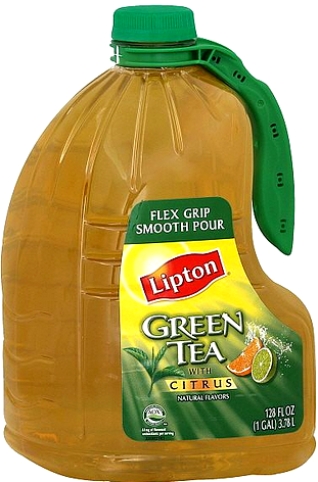 FLEX GRIP
SMOOTH POUR
Lipton
GREEN
TEA
WITH
CITRUS
NATURAL FLAVORS
128 FL OZ
(1 GAL) 3.78 L